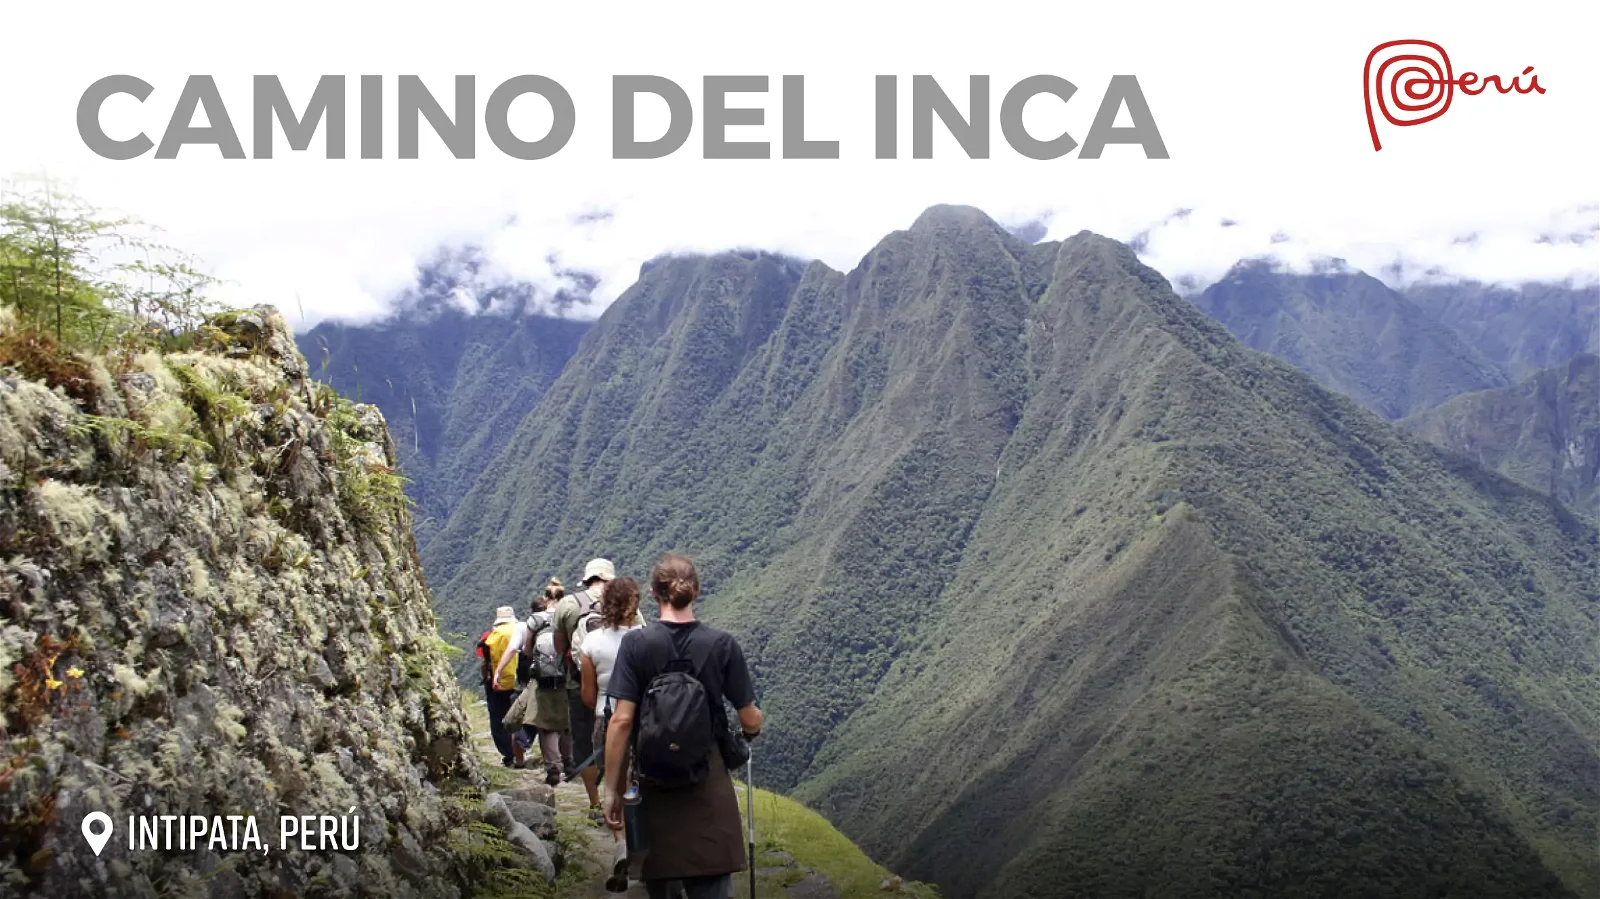 CAMINO DEL INCA
Perú
INTIPATA, PERÚ